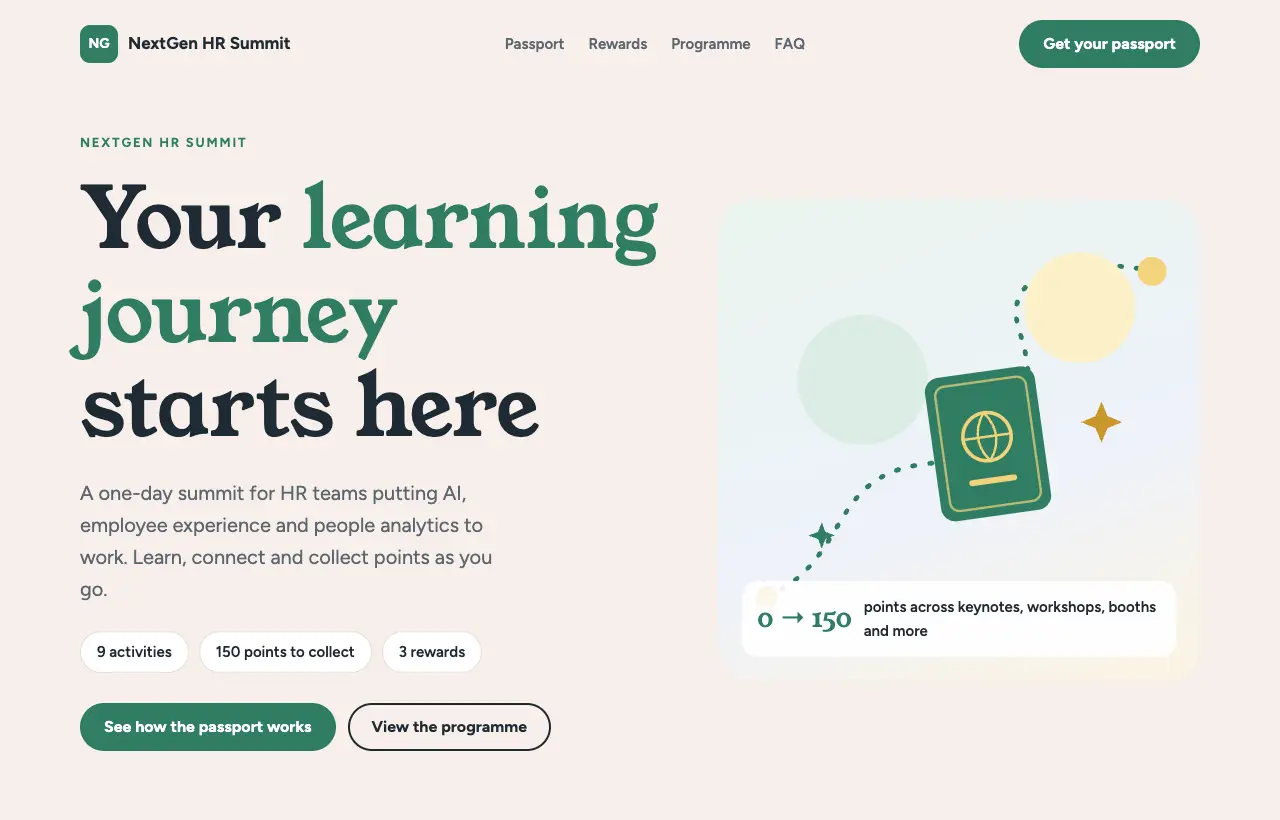 NG NextGen HR Summit Passport Rewards Programme FAQ Get your passport
NEXTGEN HR SUMMIT
Your learning
journey
starts here
A one-day summit for HR teams putting AI,
employee experience and people analytics to
work. Learn, connect and collect points as you
go.
9 activities 150 points to collect 3 rewards
See how the passport works View the programme
0 → 150 points across keynotes, workshops, booths
and more